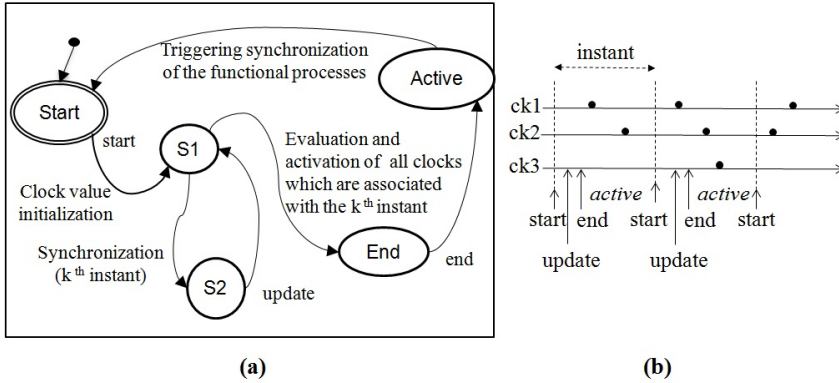 Triggering synchronization
of the functional processes
Active
Start
start
S1
Clock value
initialization
Evaluation and
activation of all clocks
which are associated
with the k th instant
Synchronization
(k th instant)
End
end
S2
update
(a)
instant
ck1
ck2
ck3
active
active
start
end
start
end
start
update
update
(b)